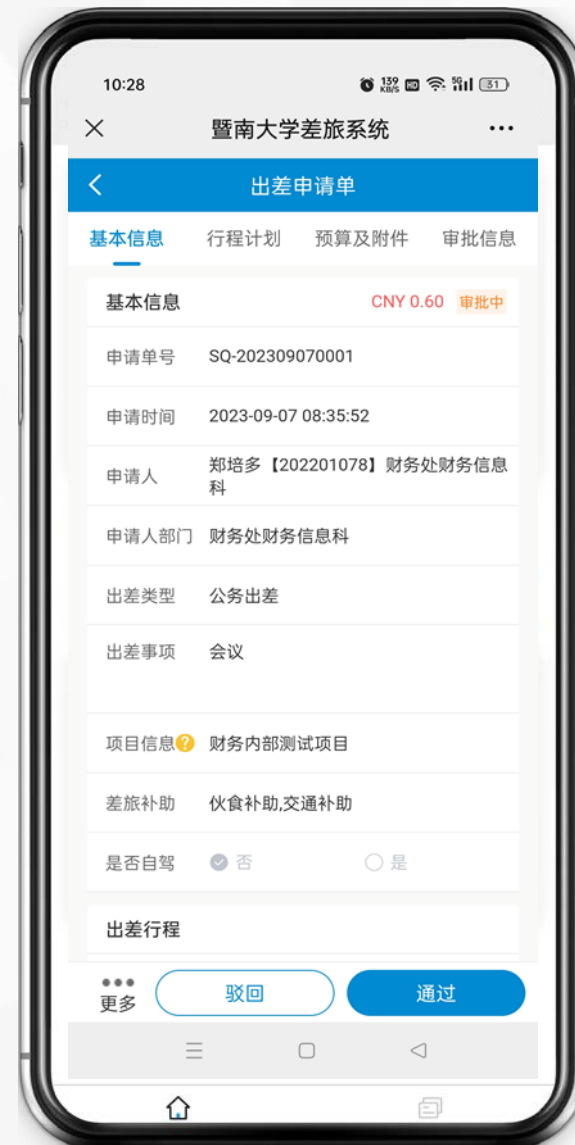 10:28
139 KB/S HD 5G 31
暨南大学差旅系统
出差申请单
基本信息 行程计划 预算及附件 审批信息
基本信息 CNY 0.60 审批中
申请单号 SQ-202309070001
申请时间 2023-09-07 08:35:52
申请人 郑培多【202201078】财务处财务信息
科
申请人部门 财务处财务信息科
出差类型 公务出差
出差事项 会议
项目信息? 财务内部测试项目
差旅补助 伙食补助,交通补助
是否自驾 否 是
出差行程
更多 驳回 通过